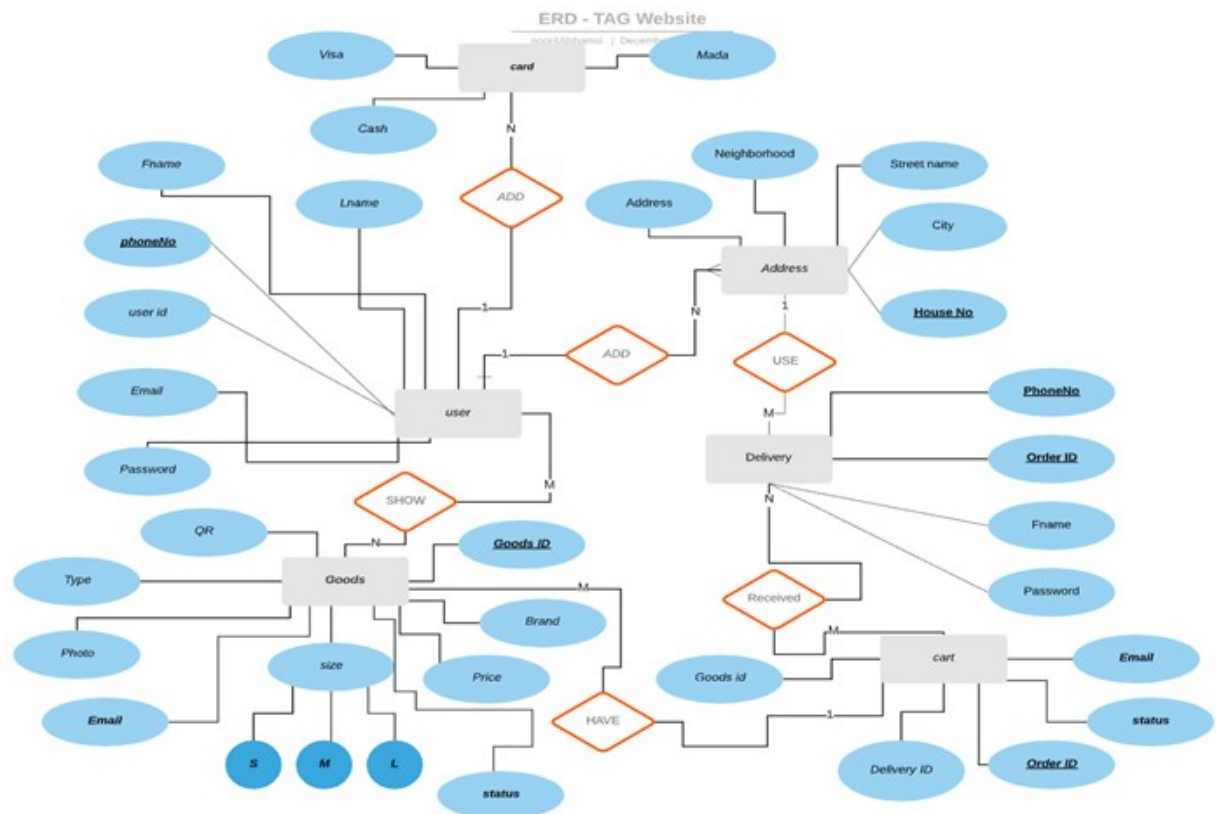 ERD - TAG Website
Visa
card
Mada
Cash
N
Fname
Lname
ADD
Neighborhood
Street name
Address
phoneNo
City
Address
user id
1
N
1
House No
1
ADD
USE
Email
user
PhoneNo
M
Password
Delivery
Order ID
M
SHOW
N
QR
N
Goods ID
Fname
Type
Goods
M
Password
Received
Brand
M
Photo
size
Price
Goods id
cart
Email
Email
HAVE
1
status
S
M
L
Delivery ID
Order ID
status